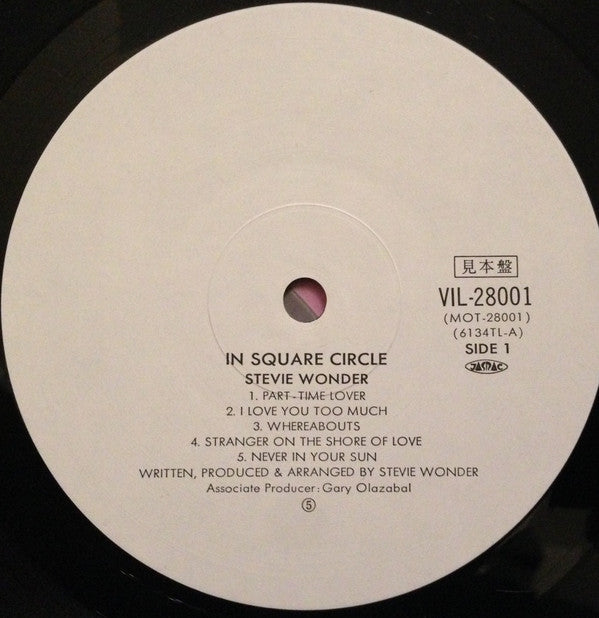 見本盤
VIL-28001
(MOT-28001)
(6134TL-A)
SIDE 1
JASRAC
IN SQUARE CIRCLE
STEVIE WONDER
1. PART-TIME LOVER
2. I LOVE YOU TOO MUCH
3. WHEREABOUTS
4. STRANGER ON THE SHORE OF LOVE
5. NEVER IN YOUR SUN
WRITTEN, PRODUCED & ARRANGED BY STEVIE WONDER
Associate Producer: Gary Olazabal
⑤